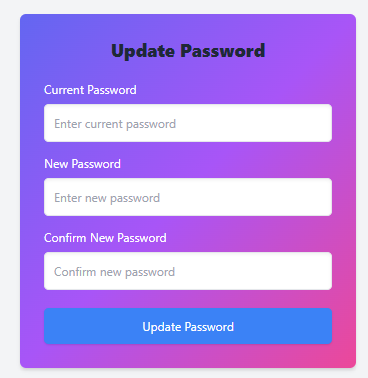 Update Password
Current Password
Enter current password
New Password
Enter new password
Confirm New Password
Confirm new password
Update Password